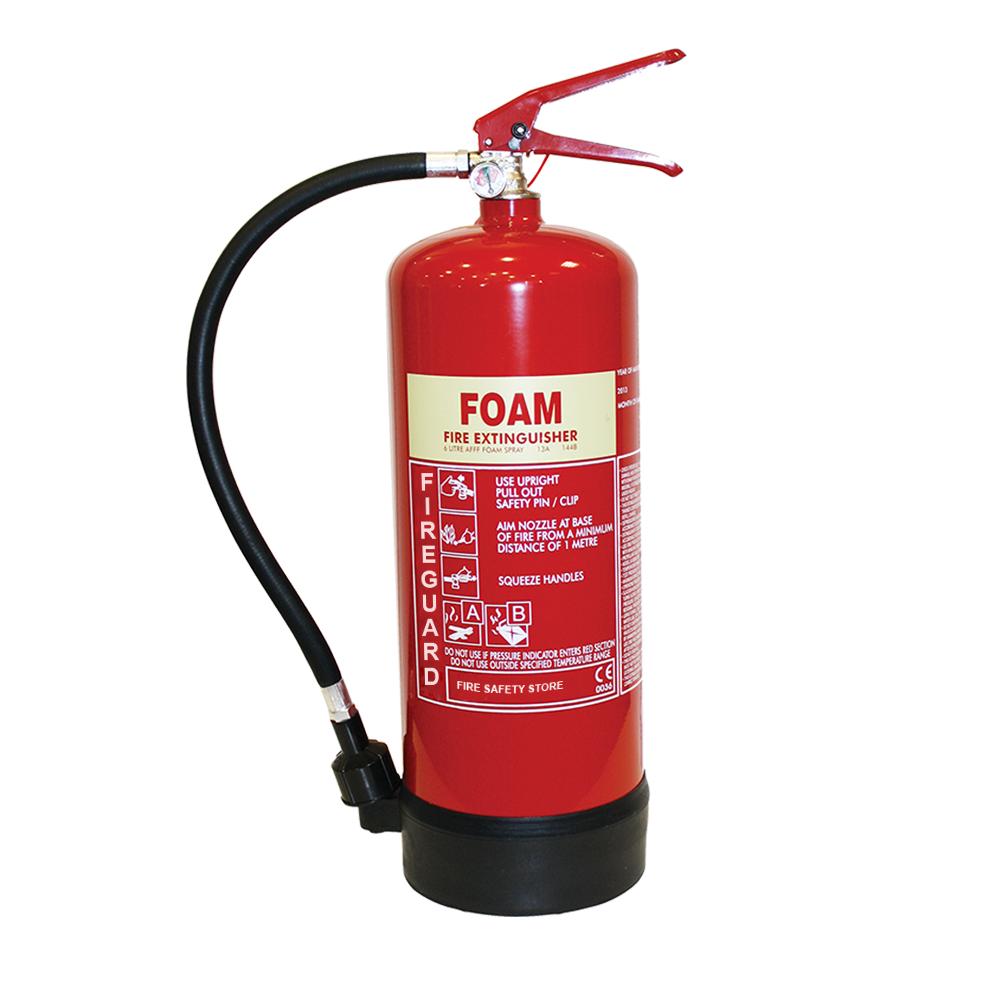 FOAM
FIRE EXTINGUISHER
6 LITRE AFFF FOAM SPRAY 13A 144B
FIREGUARD
USE UPRIGHT
PULL OUT
SAFETY PIN / CLIP
AIM NOZZLE AT BASE
OF FIRE FROM A MINIMUM
DISTANCE OF 1 METRE
SQUEEZE HANDLES
A B
DO NOT USE IF PRESSURE INDICATOR ENTERS RED SECTION
DO NOT USE OUTSIDE SPECIFIED TEMPERATURE RANGE
FIRE SAFETY STORE
CE
0036
YEAR OF
2013
MONTH OF